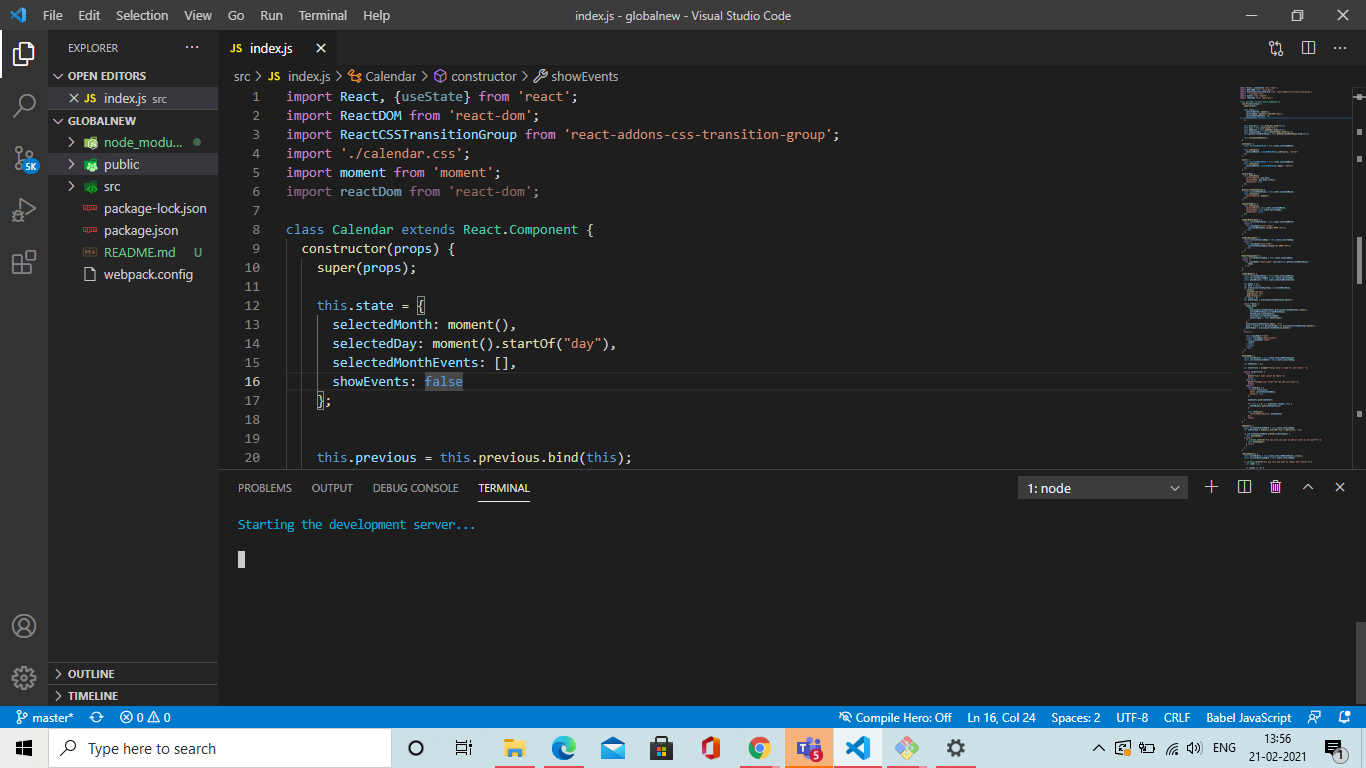 File Edit Selection View Go Run Terminal Help
index.js - globalnew - Visual Studio Code
EXPLORER
OPEN EDITORS
JS index.js src
GLOBALNEW
node_modu...
public
src
package-lock.json
package.json
README.md U
webpack.config
OUTLINE
TIMELINE
5K
JS index.js
src > JS index.js > Calendar > constructor > showEvents
1 import React, {useState} from 'react';
2 import ReactDOM from 'react-dom';
3 import ReactCSSTransitionGroup from 'react-addons-css-transition-group';
4 import './calendar.css';
5 import moment from 'moment';
6 import reactDom from 'react-dom';
7
8 class Calendar extends React.Component {
9 constructor(props) {
10 super(props);
11
12 this.state = {
13 selectedMonth: moment(),
14 selectedDay: moment().startOf("day"),
15 selectedMonthEvents: [],
16 showEvents: false
17 };
18
19
20 this.previous = this.previous.bind(this);
PROBLEMS OUTPUT DEBUG CONSOLE TERMINAL
1: node
Starting the development server...
master* 0 0
Compile Hero: Off Ln 16, Col 24 Spaces: 2 UTF-8 CRLF Babel JavaScript
Type here to search
5
ENG
13:56
21-02-2021
1